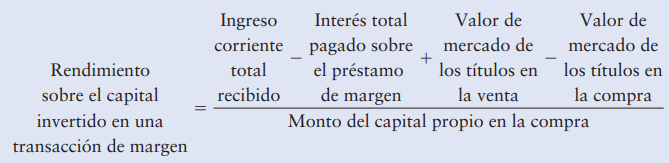 Rendimiento
sobre el capital
invertido en una
transacción de margen
=
Ingreso
corriente
total
recibido
−
Interés total
pagado sobre
el préstamo
de margen
+
Valor de
mercado de
los títulos en
la venta
−
Valor de
mercado de
los títulos en
la compra
Monto del capital propio en la compra